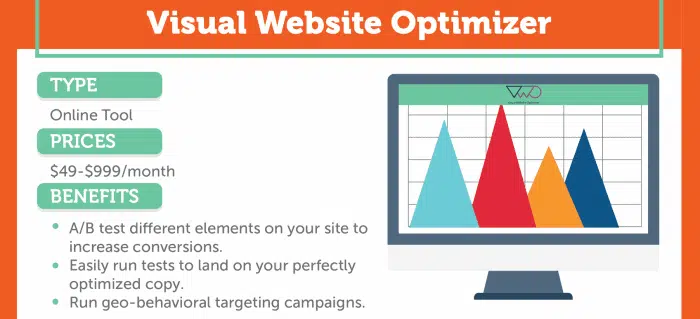 Visual Website Optimizer
TYPE
Online Tool
PRICES
$49-$999/month
BENEFITS
A/B test different elements on your site to
increase conversions.
Easily run tests to land on your perfectly
optimized copy.
Run geo-behavioral targeting campaigns.
VWO